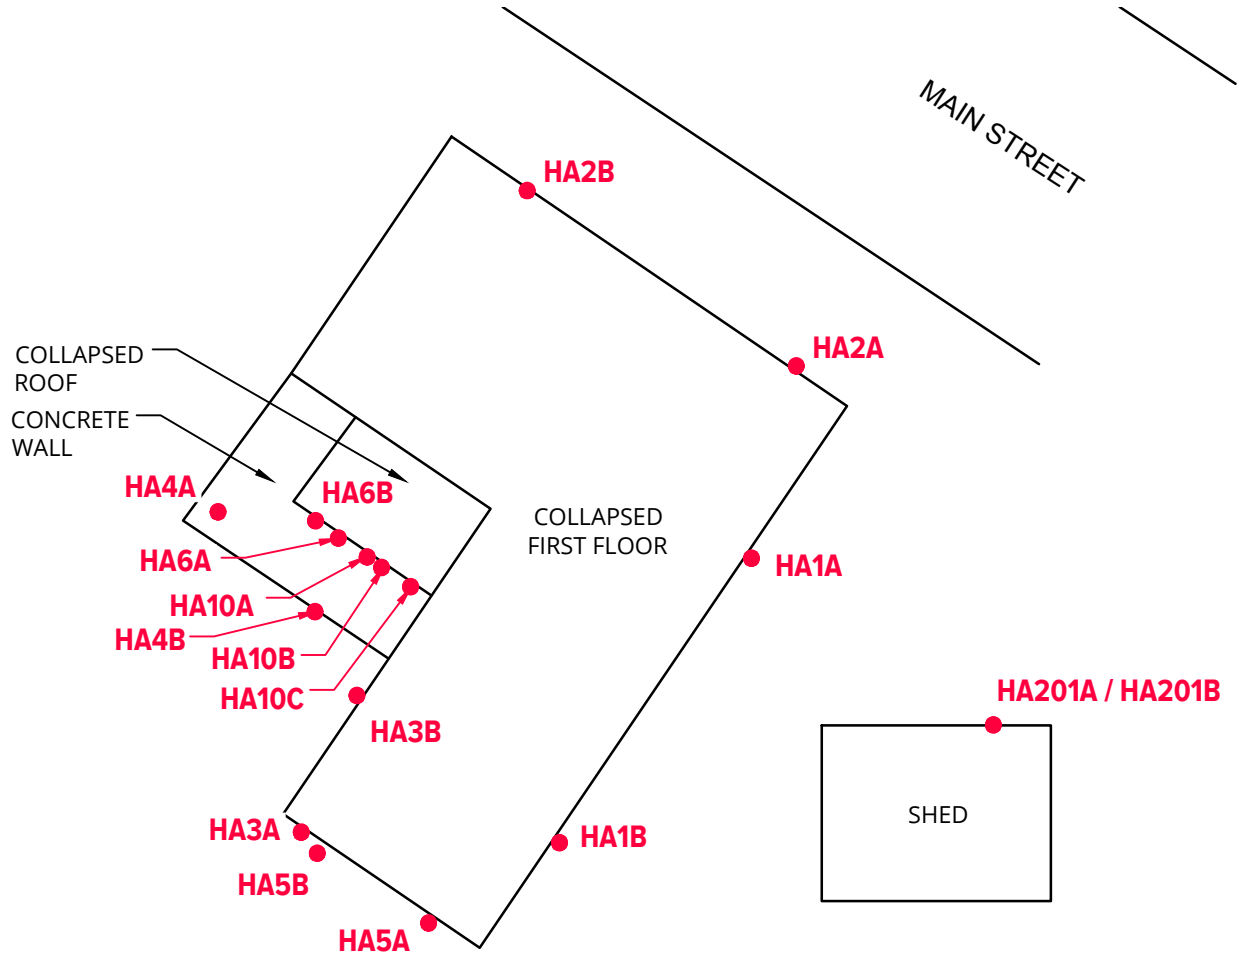 MAIN STREET
HA2B
HA2A
COLLAPSED
ROOF
CONCRETE
WALL
HA4A
HA6B
COLLAPSED
FIRST FLOOR
HA6A
HA1A
HA10A
HA4B
HA10B
HA10C
HA201A / HA201B
HA3B
SHED
HA3A
HA1B
HA5B
HA5A